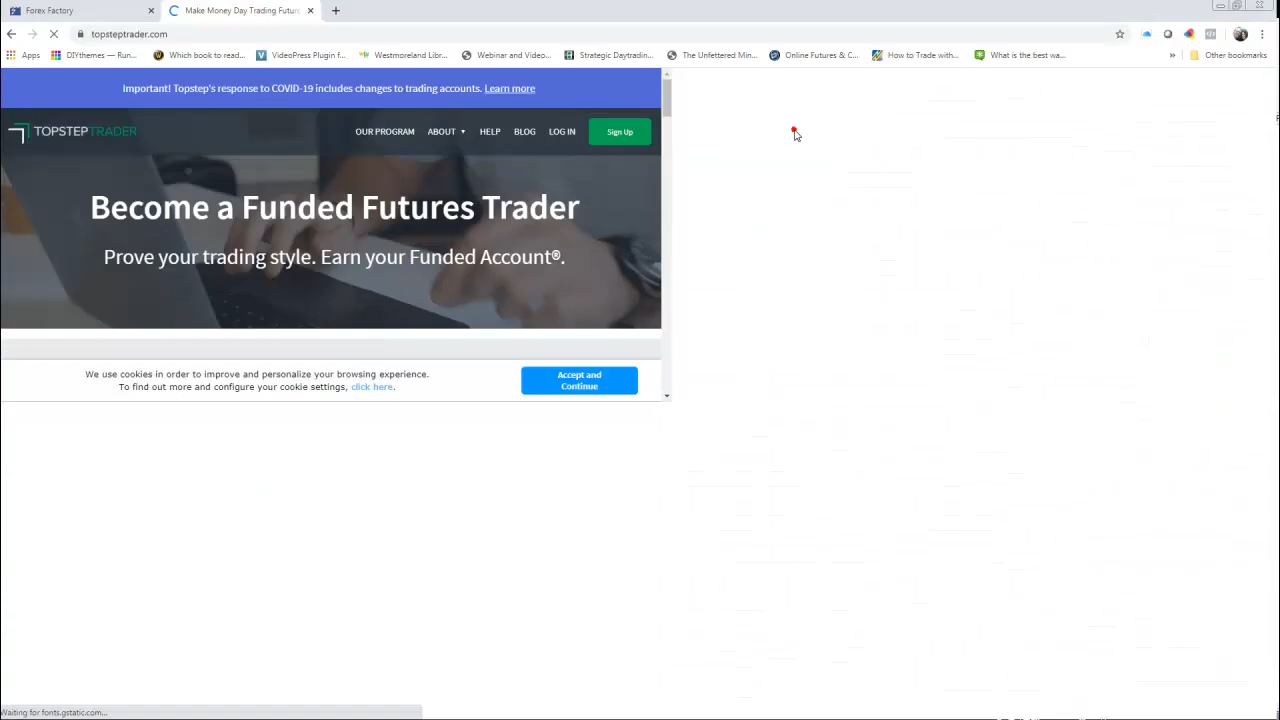 Forex Factory
Make Money Day Trading Future
topsteptrader.com
Apps
DIYthemes — Run...
Which book to read...
VideoPress Plugin f...
Westmoreland Libr...
Webinar and Video...
Strategic Daytradin...
The Unfettered Min...
Online Futures & C...
How to Trade with...
What is the best wa...
»
Other bookmarks
Important! Topstep's response to COVID-19 includes changes to trading accounts. Learn more
TOPSTEPTRADER
OUR PROGRAM
ABOUT
HELP
BLOG
LOG IN
Sign Up
Become a Funded Futures Trader
Prove your trading style. Earn your Funded Account®.
We use cookies in order to improve and personalize your browsing experience.
To find out more and configure your cookie settings, click here.
Accept and
Continue
Waiting for fonts.gstatic.com...